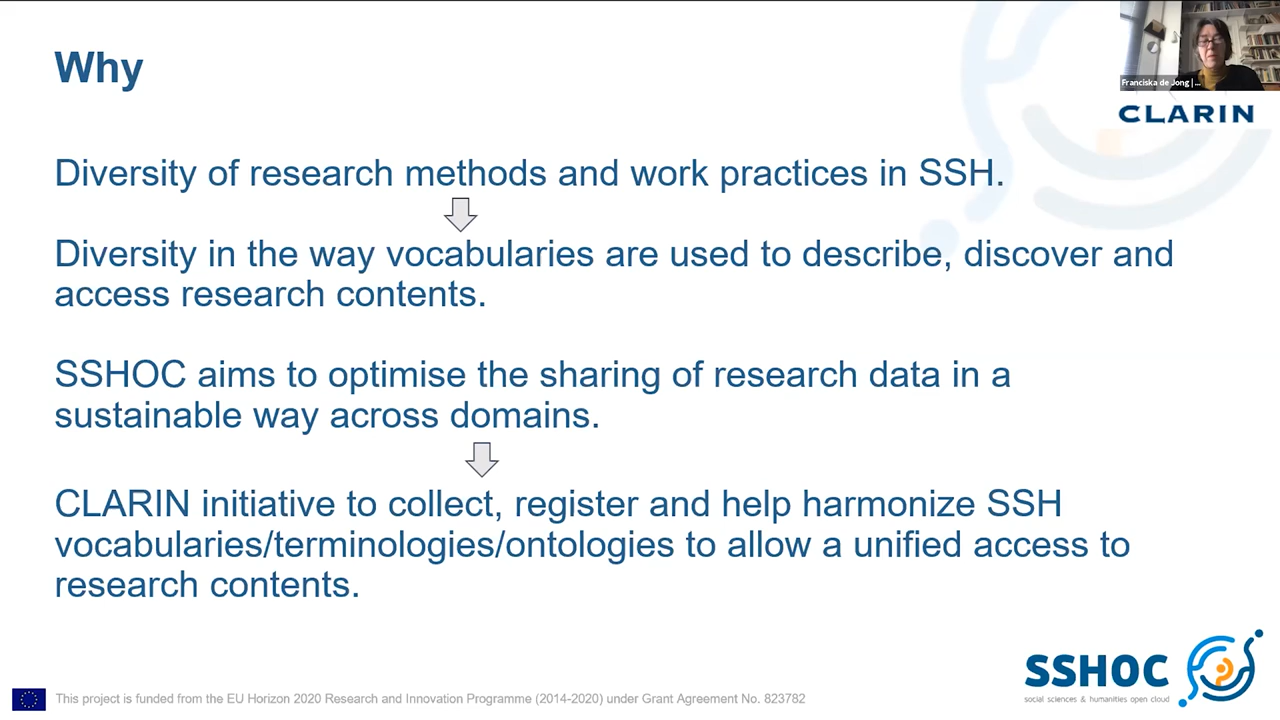 Why
Franciska de Jong | ...
CLARIN
Diversity of research methods and work practices in SSH.
Diversity in the way vocabularies are used to describe, discover and
access research contents.
SSHOC aims to optimise the sharing of research data in a
sustainable way across domains.
CLARIN initiative to collect, register and help harmonize SSH
vocabularies/terminologies/ontologies to allow a unified access to
research contents.
SSHOC
social sciences & humanities open cloud
This project is funded from the EU Horizon 2020 Research and Innovation Programme (2014-2020) under Grant Agreement No. 823782